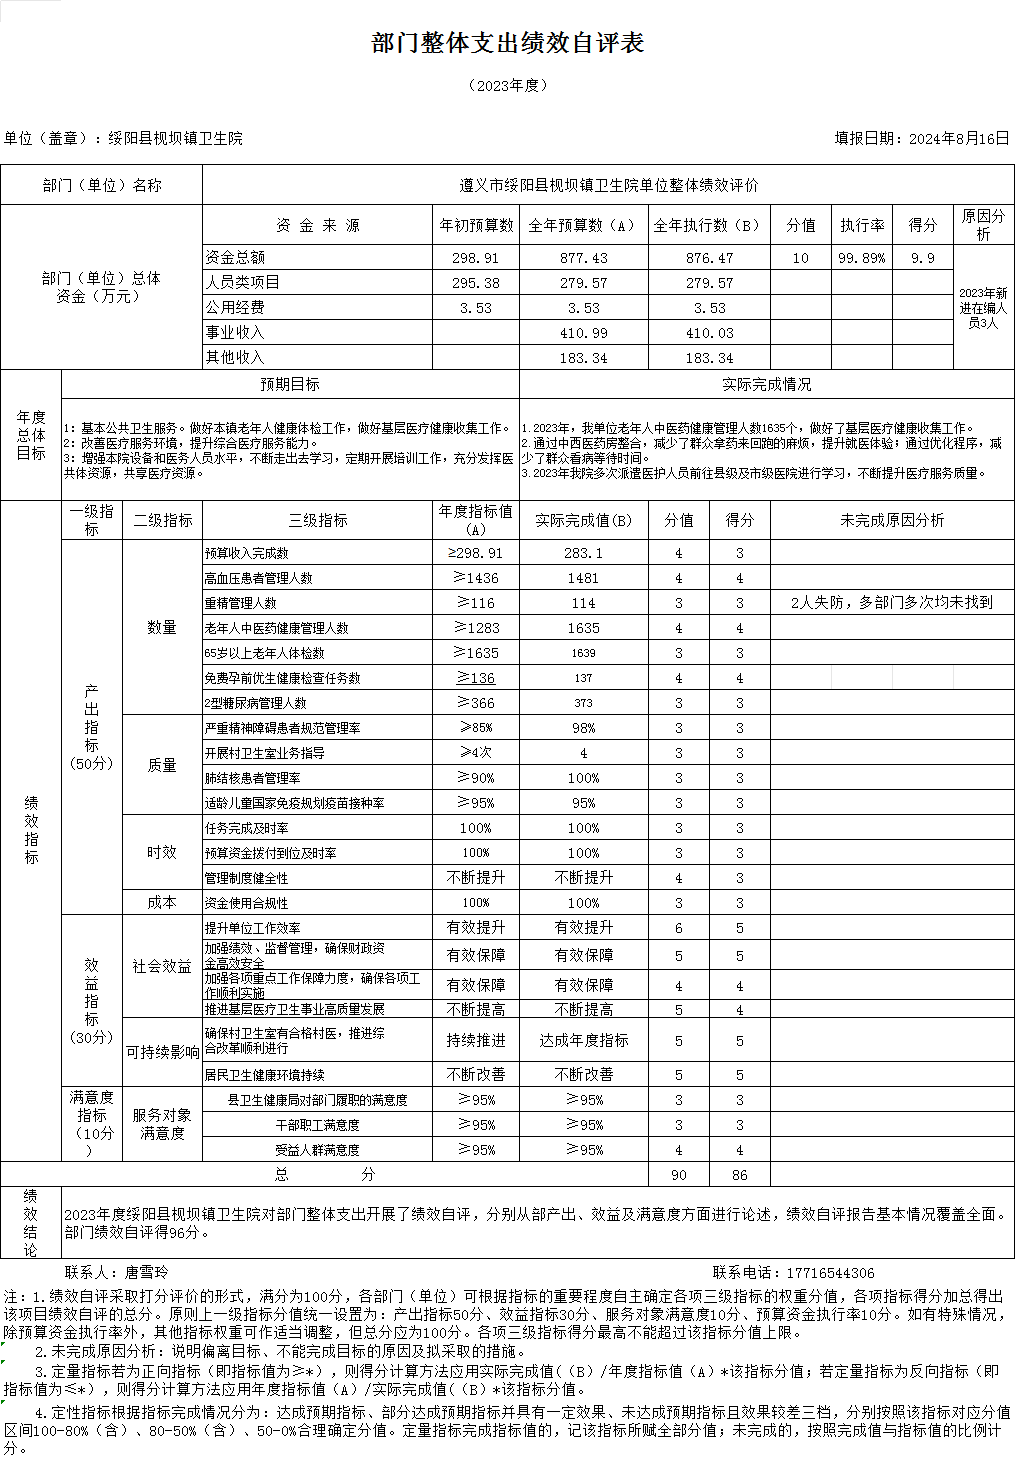 部门整体支出绩效自评表
（2023年度）
单位（盖章）：绥阳县枧坝镇卫生院 填报日期：2024年8月16日
部门（单位）名称 遵义市绥阳县枧坝镇卫生院单位整体绩效评价
部门（单位）总体资金（万元） 资 金 来 源 年初预算数 全年预算数（A） 全年执行数（B） 分值 执行率 得分 原因分析
资金总额 298.91 877.43 876.47 10 99.89% 9.9 2023年新进在编人员3人
人员类项目 295.38 279.57 279.57
公用经费 3.53 3.53 3.53
事业收入 410.99 410.03
其他收入 183.34 183.34
年度总体目标 预期目标 实际完成情况
1：基本公共卫生服务。做好本镇老年人健康体检工作，做好基层医疗健康收集工作。
2：改善医疗服务环境，提升综合医疗服务能力。
3：增强本院设备和医务人员水平，不断走出去学习，定期开展培训工作，充分发挥医
共体资源，共享医疗资源。
1.2023年，我单位老年人中医药健康管理人数1635个，做好了基层医疗健康收集工作。
2.通过中西医药房整合，减少了群众拿药来回跑的麻烦，提升就医体验；通过优化程序，减
少了群众看病等待时间。
3.2023年我院多次派遣医护人员前往县级及市级医院进行学习，不断提升医疗服务质量。
绩效指标 一级指标 二级指标 三级指标 年度指标值（A） 实际完成值(B) 分值 得分 未完成原因分析
产出指标(50分) 数量 预算收入完成数 ≥298.91 283.1 4 3
高血压患者管理人数 ≥1436 1481 4 4
重精管理人数 ≥116 114 3 3 2人失防，多部门多次均未找到
老年人中医药健康管理人数 ≥1283 1635 4 4
65岁以上老年人体检数 ≥1635 1639 3 3
免费孕前优生健康检查任务数 ≥136 137 4 4
2型糖尿病管理人数 ≥366 373 3 3
质量 严重精神障碍患者规范管理率 ≥85% 98% 3 3
开展村卫生室业务指导 ≥4次 4 3 3
肺结核患者管理率 ≥90% 100% 3 3
适龄儿童国家免疫规划疫苗接种率 ≥95% 95% 3 3
时效 任务完成及时率 100% 100% 3 3
预算资金拨付到位及时率 100% 100% 3 3
管理制度健全性 不断提升 不断提升 4 3
成本 资金使用合规性 100% 100% 3 3
效益指标(30分) 社会效益 提升单位工作效率 有效提升 有效提升 6 5
加强绩效、监督管理，确保财政资金高效安全 有效保障 有效保障 5 5
加强各项重点工作保障力度，确保各项工作顺利实施 有效保障 有效保障 4 4
推进基层医疗卫生事业高质量发展 不断提高 不断提高 5 4
可持续影响 确保村卫生室有合格村医，推进综合改革顺利进行 持续推进 达成年度指标 5 5
居民卫生健康环境持续 不断改善 不断改善 5 5
满意度指标（10分） 服务对象满意度 县卫生健康局对部门履职的满意度 ≥95% ≥95% 3 3
干部职工满意度 ≥95% ≥95% 3 3
受益人群满意度 ≥95% ≥95% 4 4
总 分 90 86
绩效结论 2023年度绥阳县枧坝镇卫生院对部门整体支出开展了绩效自评，分别从部产出、效益及满意度方面进行论述，绩效自评报告基本情况覆盖全面。
部门绩效自评得96分。
联系人：唐雪玲 联系电话：17716544306
注：1.绩效自评采取打分评价的形式，满分为100分，各部门（单位）可根据指标的重要程度自主确定各项三级指标的权重分值，各项指标得分加总得出
该项目绩效自评的总分。原则上一级指标分值统一设置为：产出指标50分、效益指标30分、服务对象满意度10分、预算资金执行率10分。如有特殊情况，
除预算资金执行率外，其他指标权重可作适当调整，但总分应为100分。各项三级指标得分最高不能超过该指标分值上限。
2.未完成原因分析：说明偏离目标、不能完成目标的原因及拟采取的措施。
3.定量指标若为正向指标（即指标值为≥*），则得分计算方法应用实际完成值(（B）/年度指标值（A）*该指标分值；若定量指标为反向指标（即
指标值为≤*），则得分计算方法应用年度指标值（A）/实际完成值(（B）*该指标分值。
4.定性指标根据指标完成情况分为：达成预期指标、部分达成预期指标并具有一定效果、未达成预期指标且效果较差三档，分别按照该指标对应分值
区间100-80%（含）、80-50%（含）、50-0%合理确定分值。定量指标完成指标值的，记该指标所赋全部分值；未完成的，按照完成值与指标值的比例计
分。